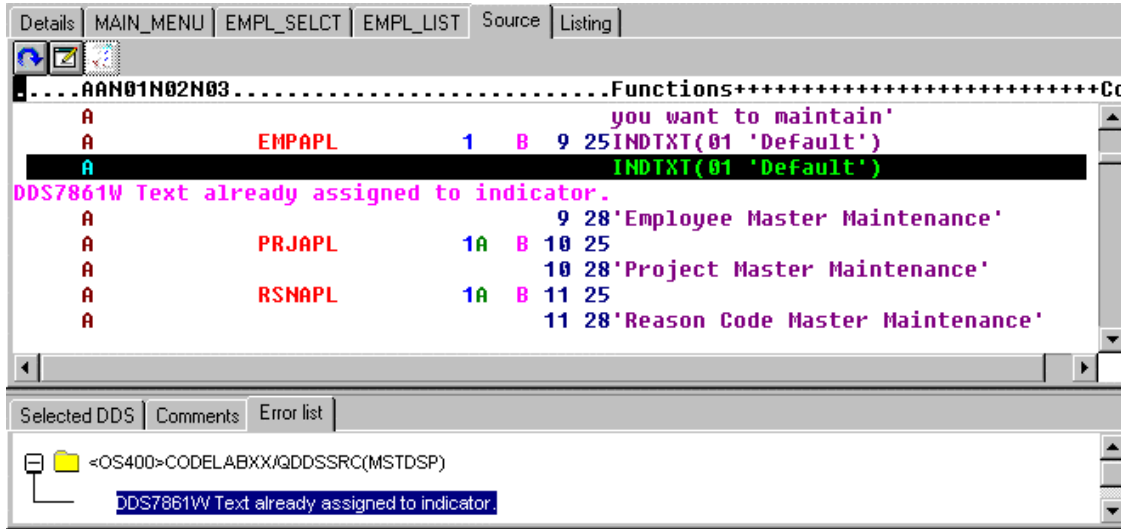 Details MAIN_MENU EMPL_SELCT EMPL_LIST Source Listing
.....AAN01N02N03............................Functions+++++++++++++++++++++++++++Co
A you want to maintain'
A EMPAPL 1 B 9 25INDTXT(01 'Default')
A INDTXT(01 'Default')
DDS7861W Text already assigned to indicator.
A 9 28'Employee Master Maintenance'
A PRJAPL 1A B 10 25
A 10 28'Project Master Maintenance'
A RSNAPL 1A B 11 25
A 11 28'Reason Code Master Maintenance'
Selected DDS Comments Error list
<OS400>CODELABXX/QDDSSRC(MSTDSP)
DDS7861W Text already assigned to indicator.